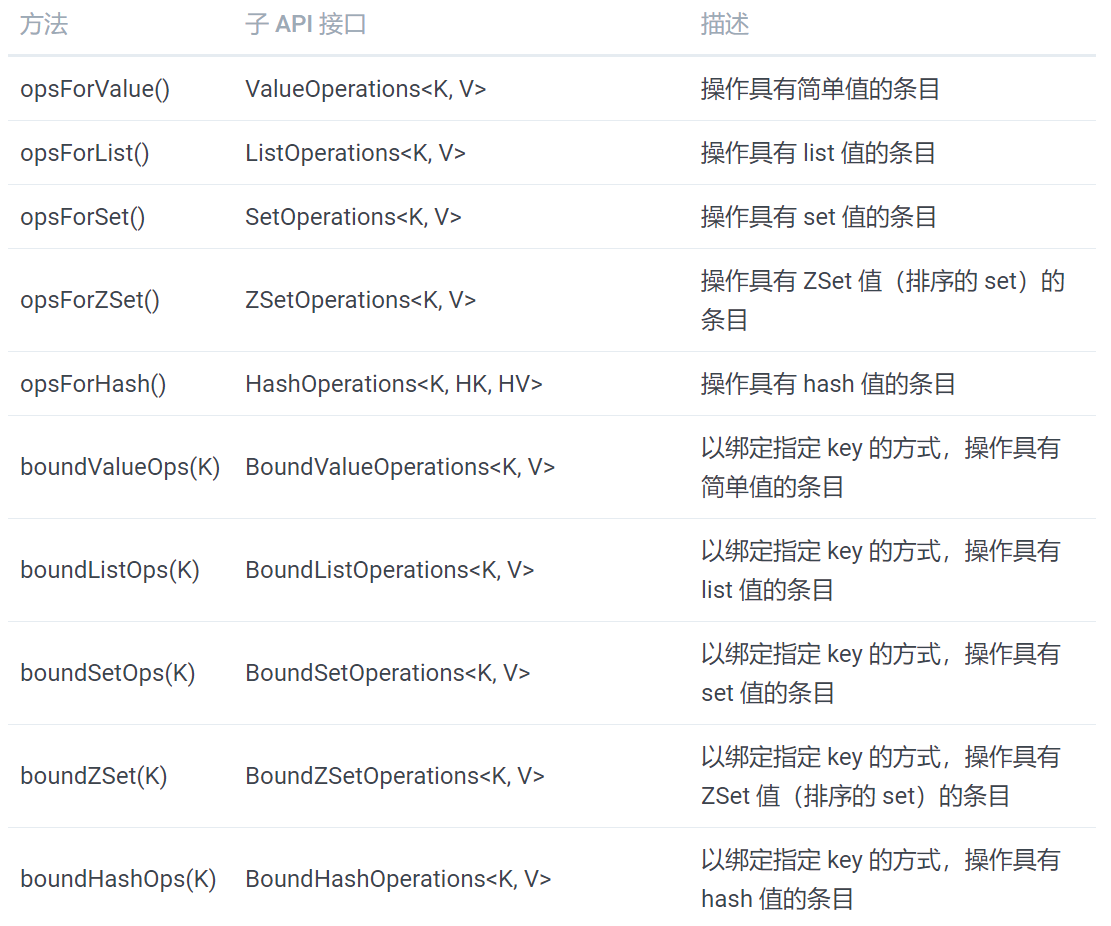 方法 子 API 接口 描述
opsForValue() ValueOperations<K, V> 操作具有简单值的条目
opsForList() ListOperations<K, V> 操作具有 list 值的条目
opsForSet() SetOperations<K, V> 操作具有 set 值的条目
opsForZSet() ZSetOperations<K, V> 操作具有 ZSet 值（排序的 set）的
条目
opsForHash() HashOperations<K, HK, HV> 操作具有 hash 值的条目
boundValueOps(K) BoundValueOperations<K, V> 以绑定指定 key 的方式，操作具有
简单值的条目
boundListOps(K) BoundListOperations<K, V> 以绑定指定 key 的方式，操作具有
list 值的条目
boundSetOps(K) BoundSetOperations<K, V> 以绑定指定 key 的方式，操作具有
set 值的条目
boundZSet(K) BoundZSetOperations<K, V> 以绑定指定 key 的方式，操作具有
ZSet 值（排序的 set）的条目
boundHashOps(K) BoundHashOperations<K, V> 以绑定指定 key 的方式，操作具有
hash 值的条目